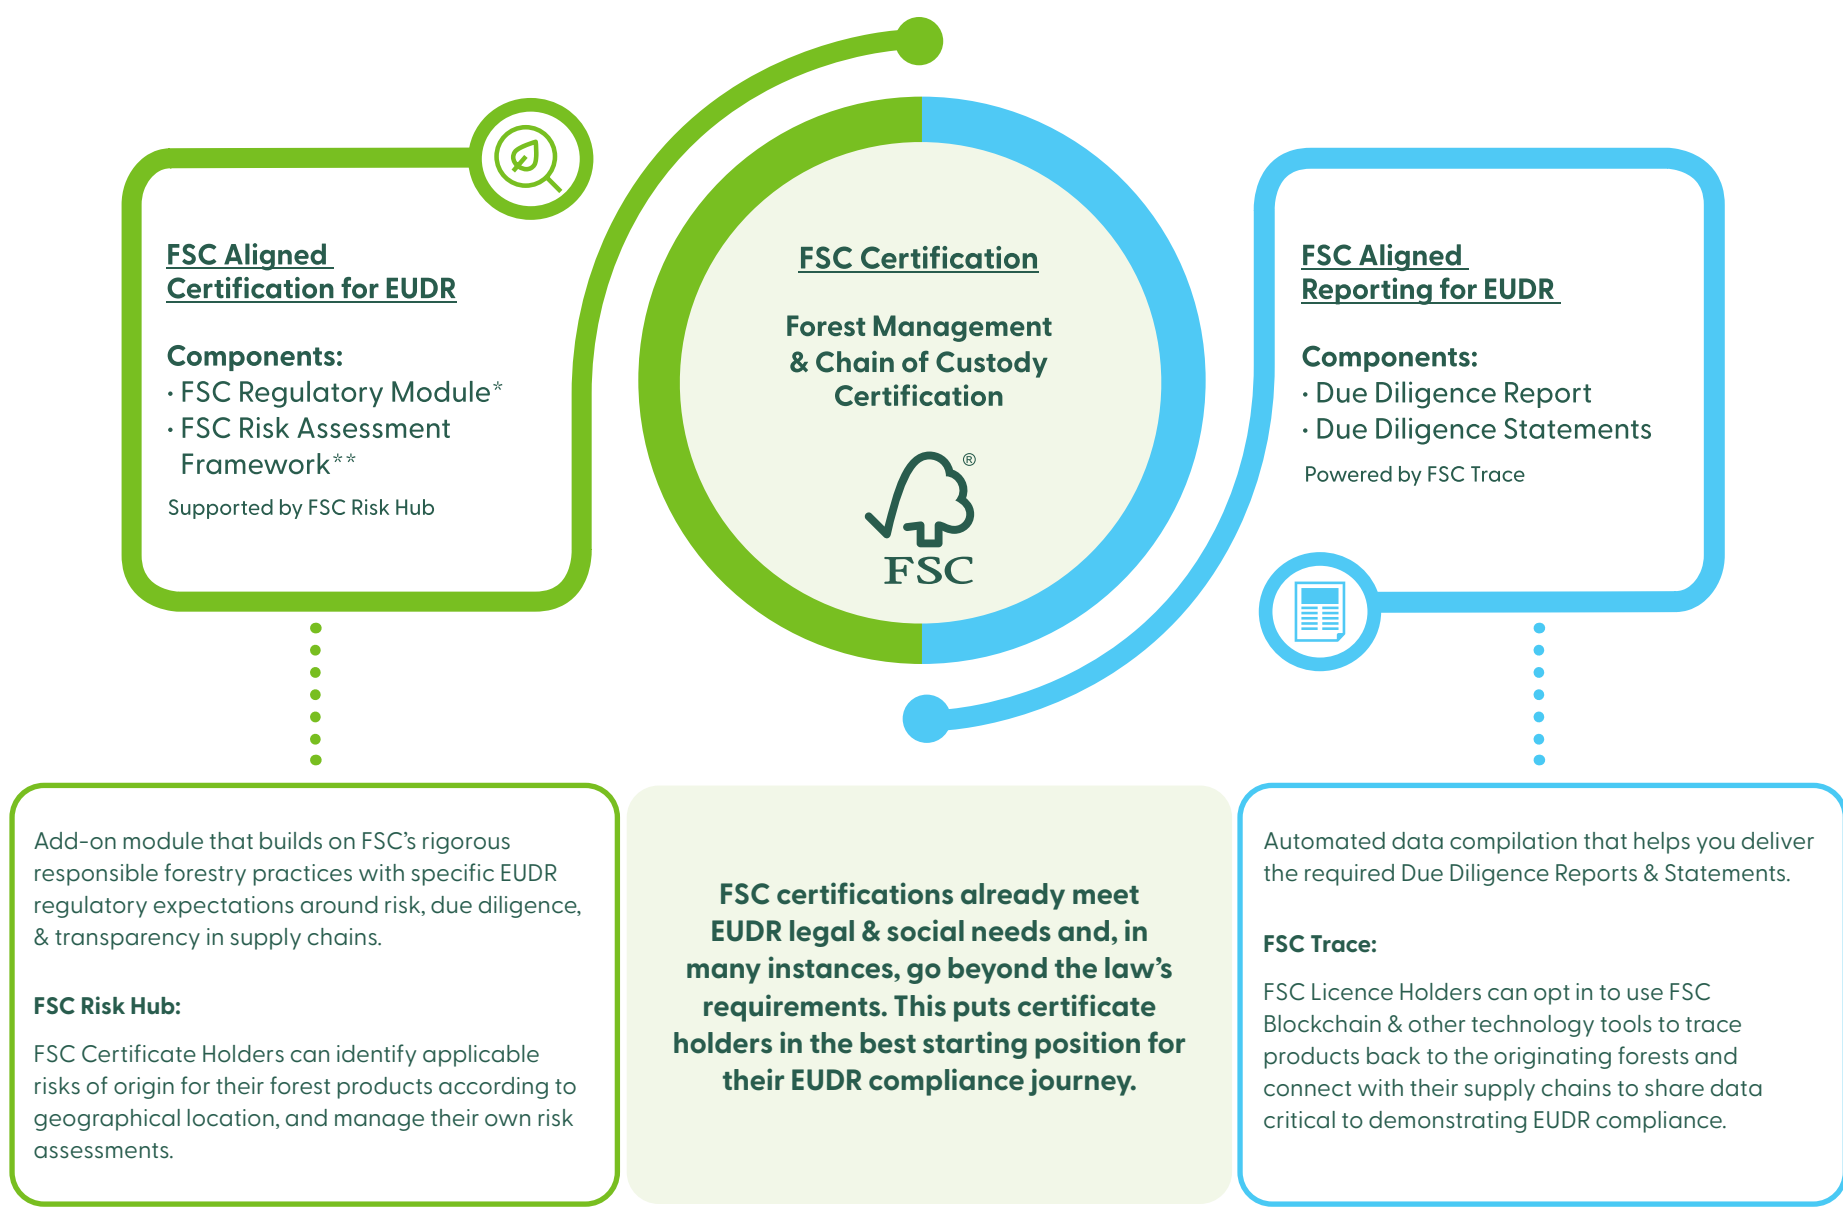 FSC Aligned
Certification for EUDR
Components:
· FSC Regulatory Module*
· FSC Risk Assessment
Framework**
Supported by FSC Risk Hub
FSC Certification
Forest Management
& Chain of Custody
Certification
®
FSC
FSC Aligned
Reporting for EUDR
Components:
· Due Diligence Report
· Due Diligence Statements
Powered by FSC Trace
Add-on module that builds on FSC’s rigorous
responsible forestry practices with specific EUDR
regulatory expectations around risk, due diligence,
& transparency in supply chains.
FSC Risk Hub:
FSC Certificate Holders can identify applicable
risks of origin for their forest products according to
geographical location, and manage their own risk
assessments.
FSC certifications already meet
EUDR legal & social needs and, in
many instances, go beyond the law’s
requirements. This puts certificate
holders in the best starting position for
their EUDR compliance journey.
Automated data compilation that helps you deliver
the required Due Diligence Reports & Statements.
FSC Trace:
FSC Licence Holders can opt in to use FSC
Blockchain & other technology tools to trace
products back to the originating forests and
connect with their supply chains to share data
critical to demonstrating EUDR compliance.